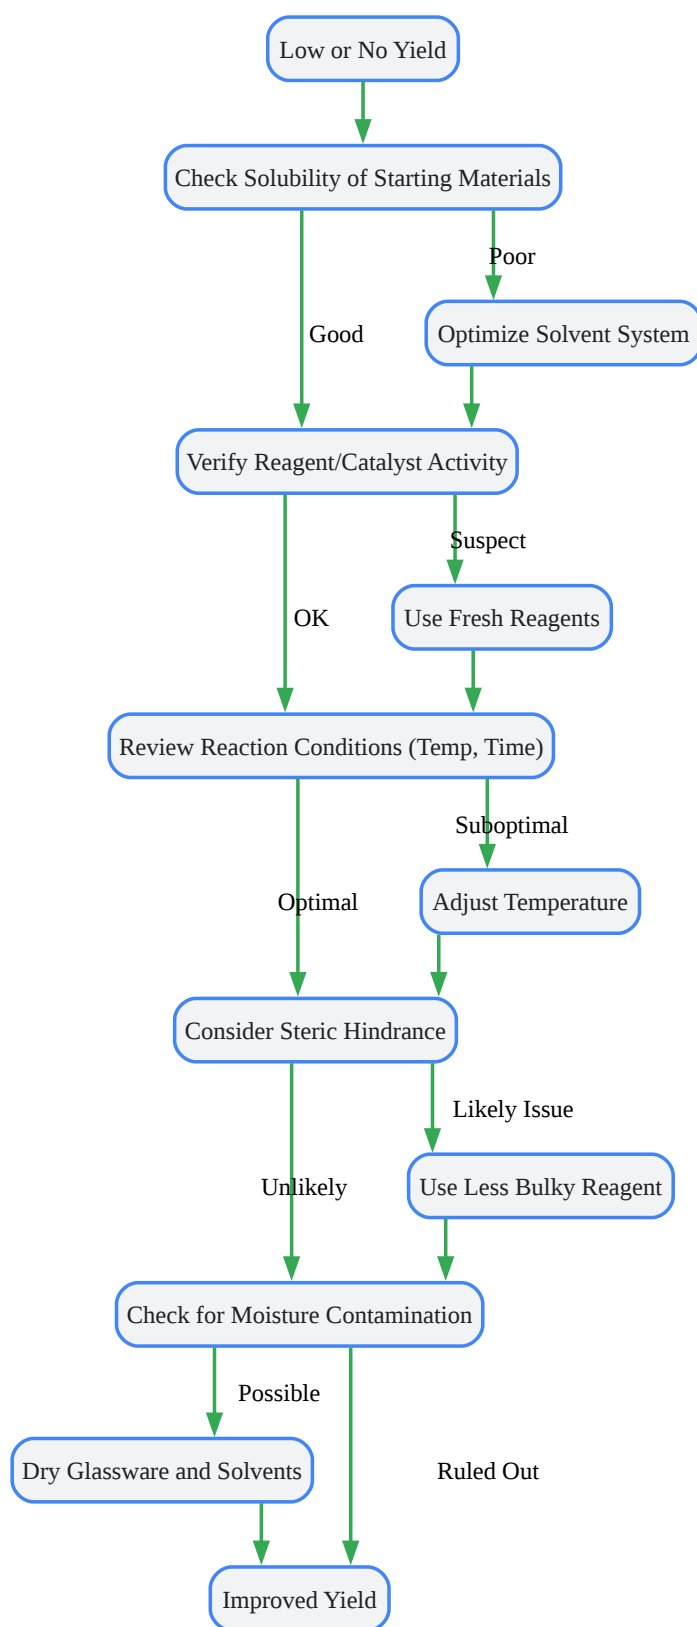 Low or No Yield
Check Solubility of Starting Materials
Poor
Good
Optimize Solvent System
Verify Reagent/Catalyst Activity
Suspect
OK
Use Fresh Reagents
Review Reaction Conditions (Temp, Time)
Suboptimal
Optimal
Adjust Temperature
Consider Steric Hindrance
Likely Issue
Unlikely
Use Less Bulky Reagent
Check for Moisture Contamination
Possible
Dry Glassware and Solvents
Ruled Out
Improved Yield